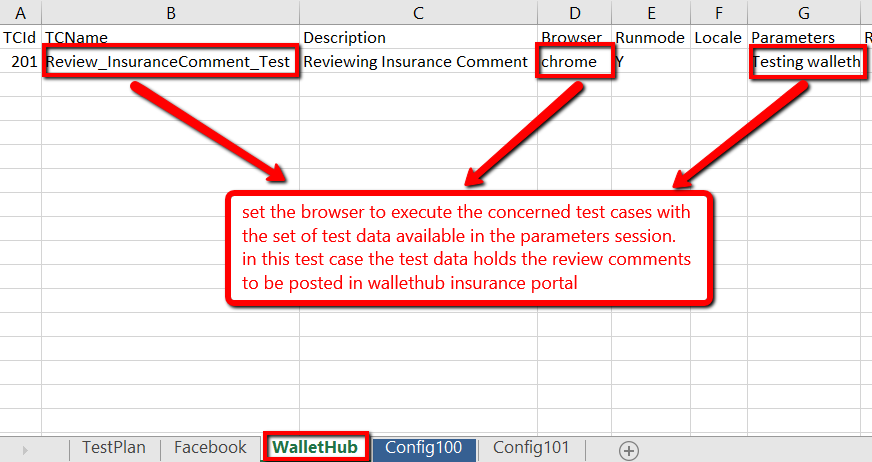 A B C D E F G
TCId TCName Description Browser Runmode Locale Parameters R
201 Review_InsuranceComment_Test Reviewing Insurance Comment chrome Y Testing walleth
set the browser to execute the concerned test cases with
the set of test data available in the parameters session.
in this test case the test data holds the review comments
to be posted in wallethub insurance portal
TestPlan Facebook WalletHub Config100 Config101